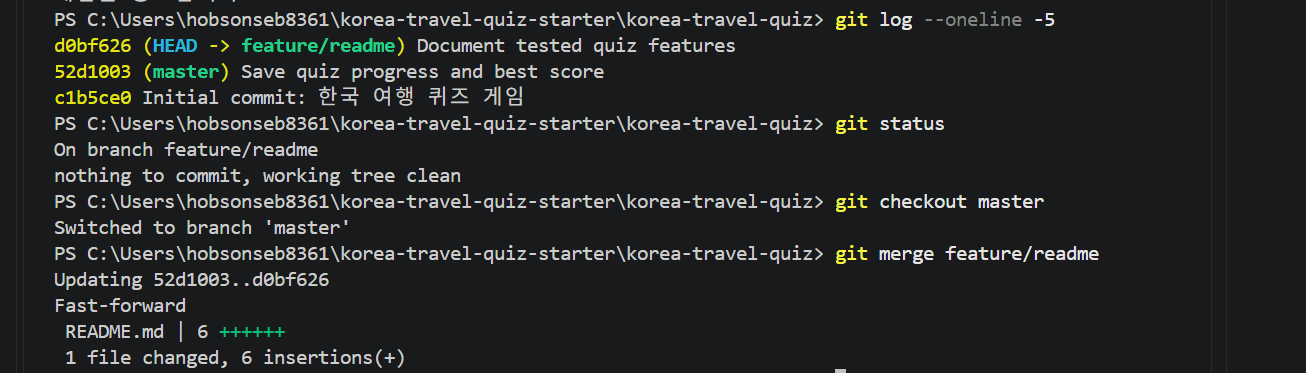 PS C:\Users\hobsonseb8361\korea-travel-quiz-starter\korea-travel-quiz> git log --oneline -5
d0bf626 (HEAD -> feature/readme) Document tested quiz features
52d1003 (master) Save quiz progress and best score
c1b5ce0 Initial commit: 한국 여행 퀴즈 게임
PS C:\Users\hobsonseb8361\korea-travel-quiz-starter\korea-travel-quiz> git status
On branch feature/readme
nothing to commit, working tree clean
PS C:\Users\hobsonseb8361\korea-travel-quiz-starter\korea-travel-quiz> git checkout master
Switched to branch 'master'
PS C:\Users\hobsonseb8361\korea-travel-quiz-starter\korea-travel-quiz> git merge feature/readme
Updating 52d1003..d0bf626
Fast-forward
 README.md | 6 ++++++
 1 file changed, 6 insertions(+)